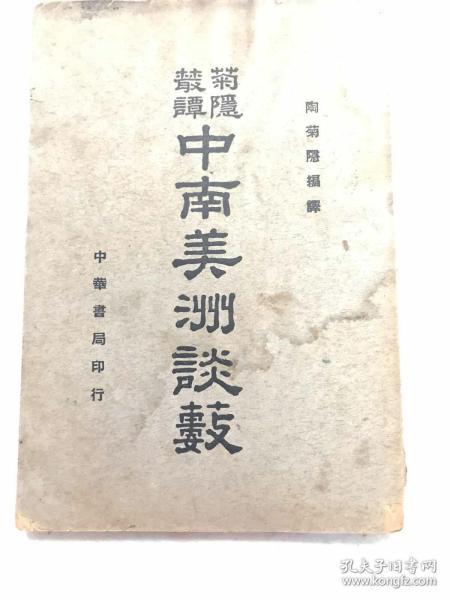 陶菊隱編譯
菊隱
叢譚
中南美洲談藪
中華書局印行
孔夫子旧书网
www.kongfz.com